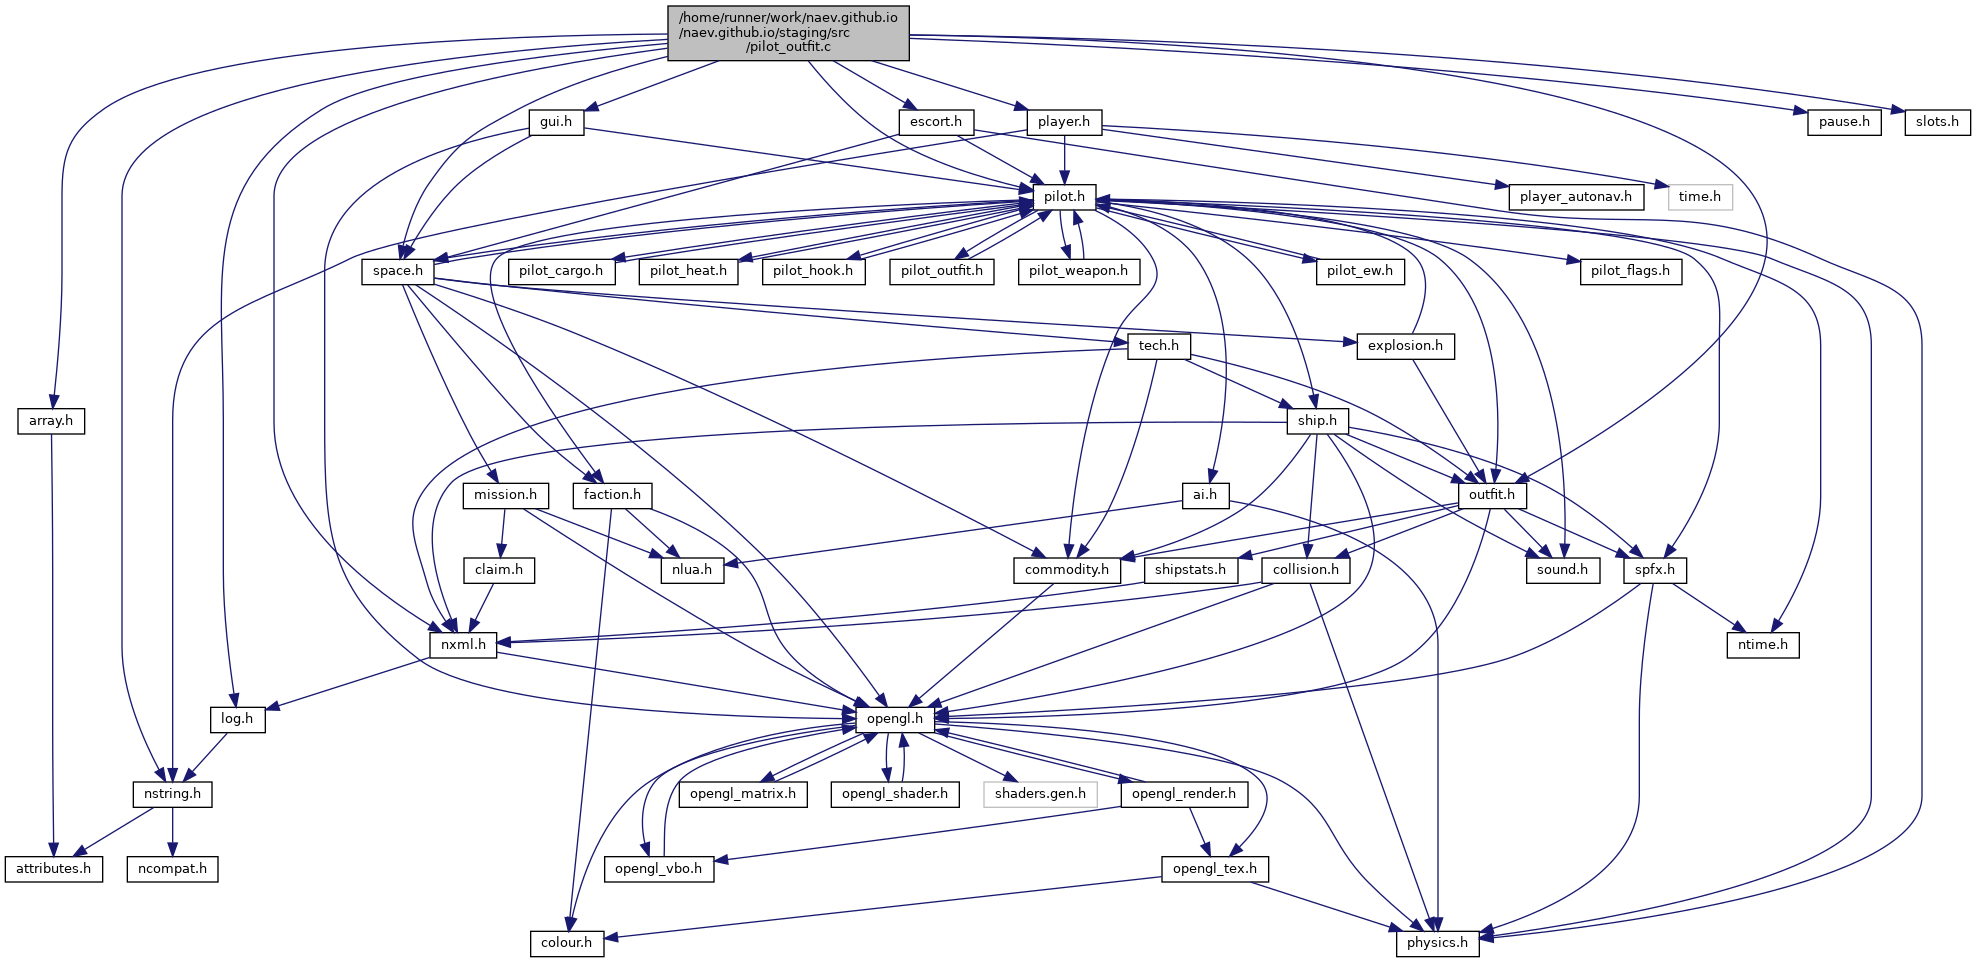 /home/runner/work/naev.github.io
/naev.github.io/staging/src
/pilot_outfit.c
gui.h
escort.h
player.h
pause.h
slots.h
pilot.h
player_autonav.h
time.h
space.h
pilot_cargo.h
pilot_heat.h
pilot_hook.h
pilot_outfit.h
pilot_weapon.h
pilot_ew.h
pilot_flags.h
tech.h
explosion.h
array.h
ship.h
mission.h
faction.h
ai.h
outfit.h
claim.h
nlua.h
commodity.h
shipstats.h
collision.h
sound.h
spfx.h
nxml.h
ntime.h
log.h
opengl.h
nstring.h
opengl_matrix.h
opengl_shader.h
shaders.gen.h
opengl_render.h
attributes.h
ncompat.h
opengl_vbo.h
opengl_tex.h
colour.h
physics.h